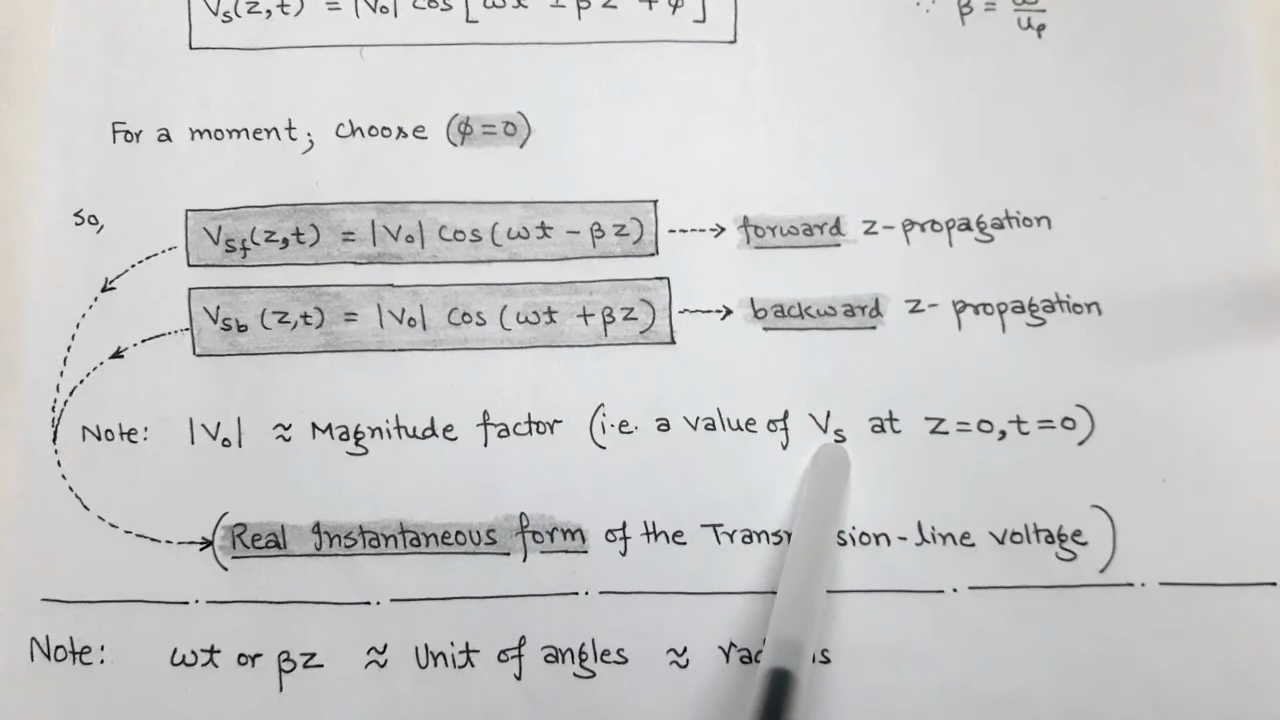 Vs(z,t) = |V₀| cos [ωt ± βz + φ]
∵ β = ω/uₚ
For a moment; choose (φ=0)
So,
Vsf(z,t) = |V₀| cos(ωt − βz) → forward z-propagation
Vsb (z,t) = |V₀| cos (ωt + βz) → backward z-propagation
Note: |V₀| ≈ Magnitude factor (i.e. a value of Vs at z=0,t=0)
(Real Instantaneous form of the sion-line voltage)
Note: ωt or βz ≈ Unit of angles ≈